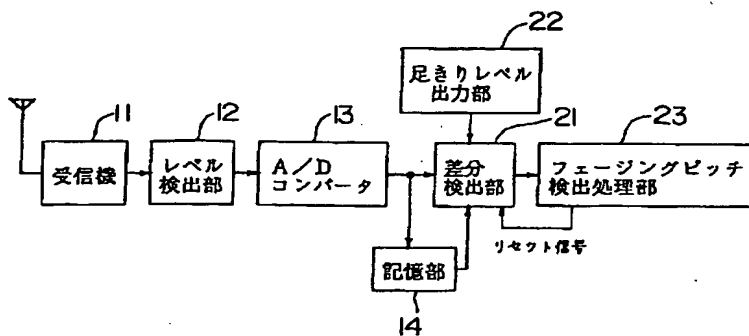 22
足きりレベル
出力部
11
12
13
21
23
受信機
レベル
検出部
A/D
コンバータ
差分
検出部
フェージングピッチ
検出処理部
リセット信号
記憶部
14